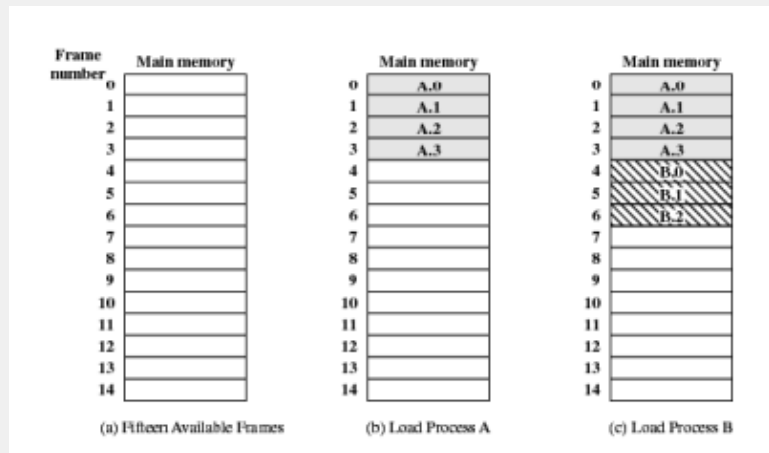 Frame
number
Main memory
0
1
2
3
4
5
6
7
8
9
10
11
12
13
14
(a) Fifteen Available Frames
Main memory
0 A.0
1 A.1
2 A.2
3 A.3
4
5
6
7
8
9
10
11
12
13
14
(b) Load Process A
Main memory
0 A.0
1 A.1
2 A.2
3 A.3
4 B.0
5 B.1
6 B.2
7
8
9
10
11
12
13
14
(c) Load Process B